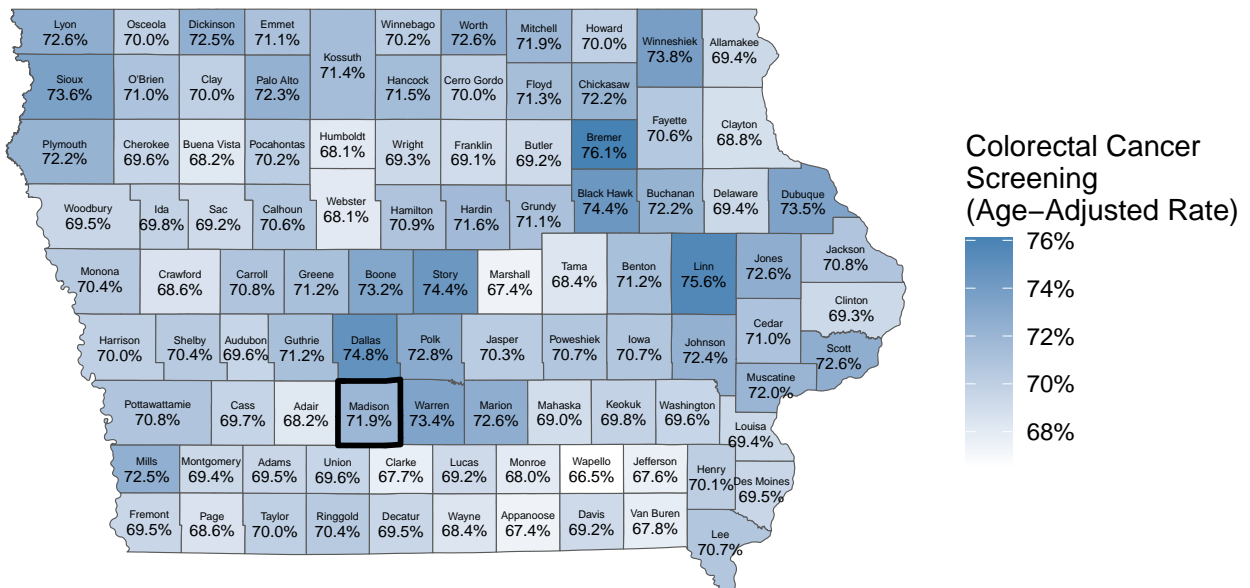 Lyon
72.6%
Osceola
70.0%
Dickinson
72.5%
Emmet
71.1%
Kossuth
71.4%
Winnebago
70.2%
Worth
72.6%
Mitchell
71.9%
Howard
70.0%
Winneshiek
73.8%
Allamakee
69.4%
Sioux
73.6%
O'Brien
71.0%
Clay
70.0%
Palo Alto
72.3%
Hancock
71.5%
Cerro Gordo
70.0%
Floyd
71.3%
Chickasaw
72.2%
Fayette
70.6%
Clayton
68.8%
Plymouth
72.2%
Cherokee
69.6%
Buena Vista
68.2%
Pocahontas
70.2%
Humboldt
68.1%
Wright
69.3%
Franklin
69.1%
Butler
69.2%
Bremer
76.1%
Woodbury
69.5%
Ida
69.8%
Sac
69.2%
Calhoun
70.6%
Webster
68.1%
Hamilton
70.9%
Hardin
71.6%
Grundy
71.1%
Black Hawk
74.4%
Buchanan
72.2%
Delaware
69.4%
Dubuque
73.5%
Monona
70.4%
Crawford
68.6%
Carroll
70.8%
Greene
71.2%
Boone
73.2%
Story
74.4%
Marshall
67.4%
Tama
68.4%
Benton
71.2%
Linn
75.6%
Jones
72.6%
Jackson
70.8%
Clinton
69.3%
Harrison
70.0%
Shelby
70.4%
Audubon
69.6%
Guthrie
71.2%
Dallas
74.8%
Polk
72.8%
Jasper
70.3%
Poweshiek
70.7%
Iowa
70.7%
Johnson
72.4%
Cedar
71.0%
Scott
72.6%
Muscatine
72.0%
Pottawattamie
70.8%
Cass
69.7%
Adair
68.2%
Madison
71.9%
Warren
73.4%
Marion
72.6%
Mahaska
69.0%
Keokuk
69.8%
Washington
69.6%
Louisa
69.4%
Mills
72.5%
Montgomery
69.4%
Adams
69.5%
Union
69.6%
Clarke
67.7%
Lucas
69.2%
Monroe
68.0%
Wapello
66.5%
Jefferson
67.6%
Henry
70.1%
Des Moines
69.5%
Fremont
69.5%
Page
68.6%
Taylor
70.0%
Ringgold
70.4%
Decatur
69.5%
Wayne
68.4%
Appanoose
67.4%
Davis
69.2%
Van Buren
67.8%
Lee
70.7%
Colorectal Cancer
Screening
(Age−Adjusted Rate)
76%
74%
72%
70%
68%